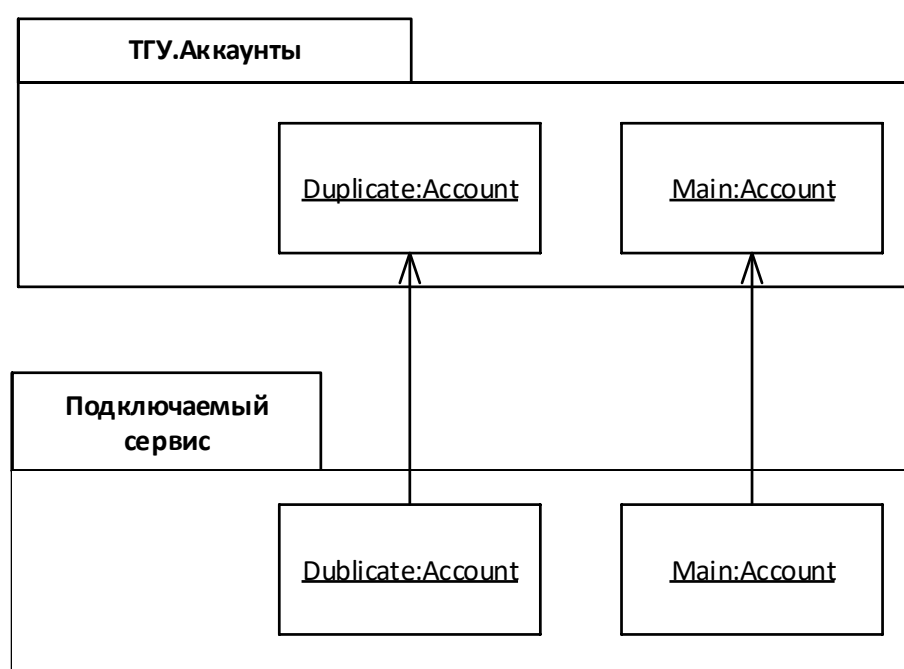 ТГУ.Аккаунты
Duplicate:Account
Main:Account
Подключаемый
сервис
Dublicate:Account
Main:Account